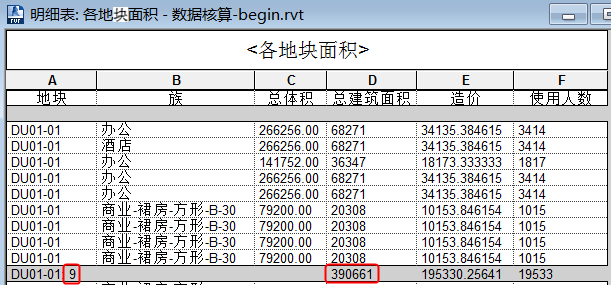 明细表: 各地块面积 - 数据核算-begin.rvt
<各地块面积>
A B C D E F
地块 族 总体积 总建筑面积 造价 使用人数
DU01-01 办公 266256.00 68271 34135.384615 3414
DU01-01 酒店 266256.00 68271 34135.384615 3414
DU01-01 办公 141752.00 36347 18173.333333 1817
DU01-01 办公 266256.00 68271 34135.384615 3414
DU01-01 办公 266256.00 68271 34135.384615 3414
DU01-01 商业-裙房-方形-B-30 79200.00 20308 10153.846154 1015
DU01-01 商业-裙房-方形-B-30 79200.00 20308 10153.846154 1015
DU01-01 商业-裙房-方形-B-30 79200.00 20308 10153.846154 1015
DU01-01 商业-裙房-方形-B-30 79200.00 20308 10153.846154 1015
DU01-01 9 390661 195330.25641 19533